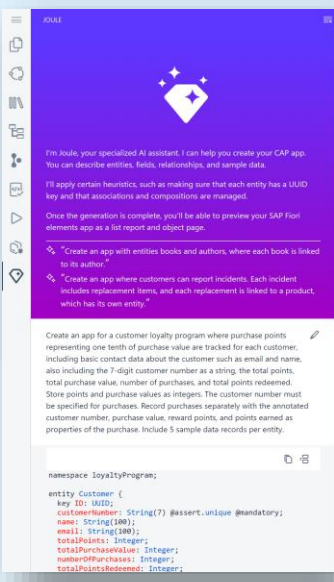 JOULE
I'm Joule, your specialized AI assistant. I can help you create your CAP app.
You can describe entities, fields, relationships, and sample data.
I'll apply certain heuristics, such as making sure that each entity has a UUID
key and that associations and compositions are managed.
Once the generation is complete, you'll be able to preview your SAP Fiori
elements app as a list report and object page.
"Create an app with entities books and authors, where each book is linked
to its author."
"Create an app where customers can report incidents. Each incident
includes replacement items, and each replacement is linked to a product,
which has its own entity."
Create an app for a customer loyalty program where purchase points
representing one tenth of purchase value are tracked for each customer,
including basic contact data about the customer such as email and name,
also including the 7-digit customer number as a string, the total points,
total purchase value, number of purchases, and total points redeemed.
Store points and purchase values as integers. The customer number must
be specified for purchases. Record purchases separately with the annotated
customer number, purchase value, reward points, and points earned as
properties of the purchase. Include 5 sample data records per entity.
namespace loyaltyProgram;
entity Customer {
key ID: UUID;
customerNumber: String(7) @assert.unique @mandatory;
name: String(100);
email: String(100);
totalPoints: Integer;
totalPurchaseValue: Integer;
numberOfPurchases: Integer;
totalPointsRedeemed: Integer;